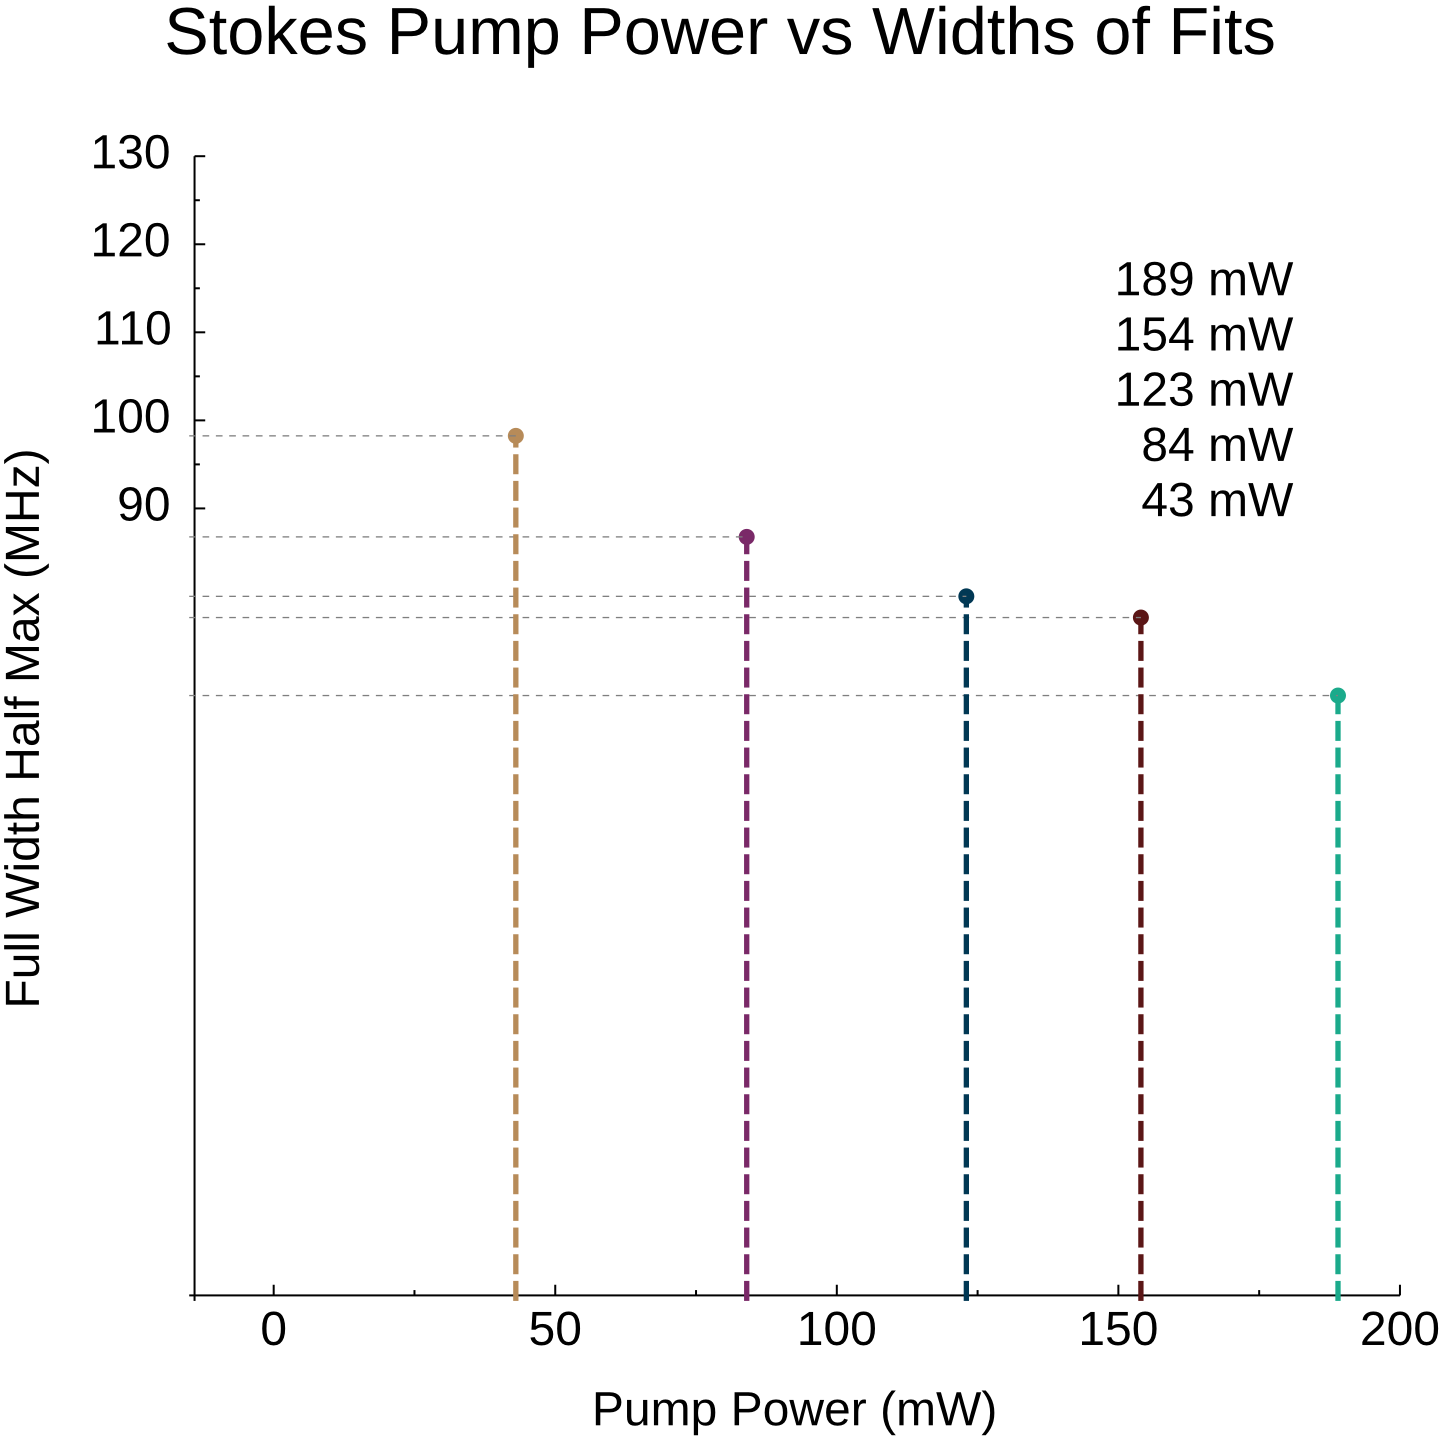 Stokes Pump Power vs Widths of Fits
130
120
110
100
90
Full Width Half Max (MHz)
189 mW
154 mW
123 mW
84 mW
43 mW
0 50 100 150 200
Pump Power (mW)